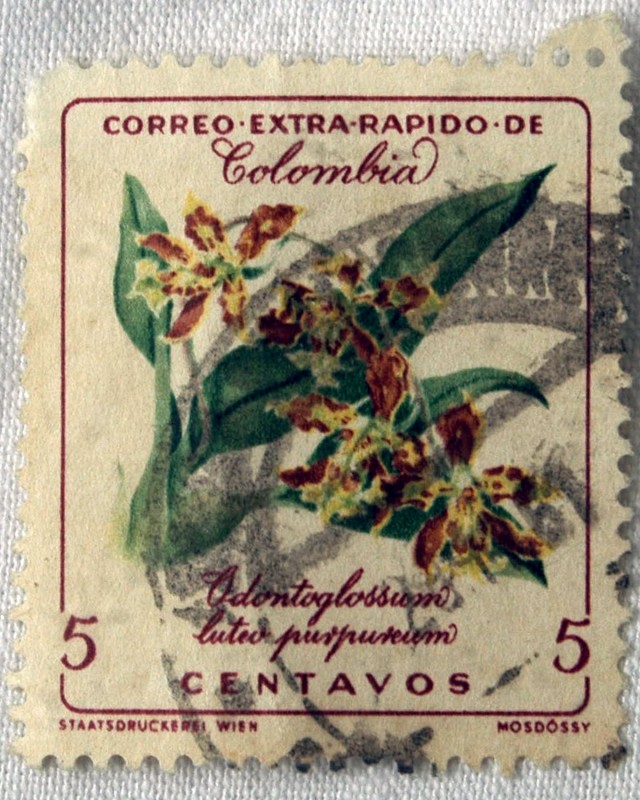 CORREO·EXTRA-RAPIDO·DE
Colombia
Odontoglossum
luteo purpureum
5 5
CENTAVOS
STAATSDRUCKEREI WIEN MOSDÓSSY